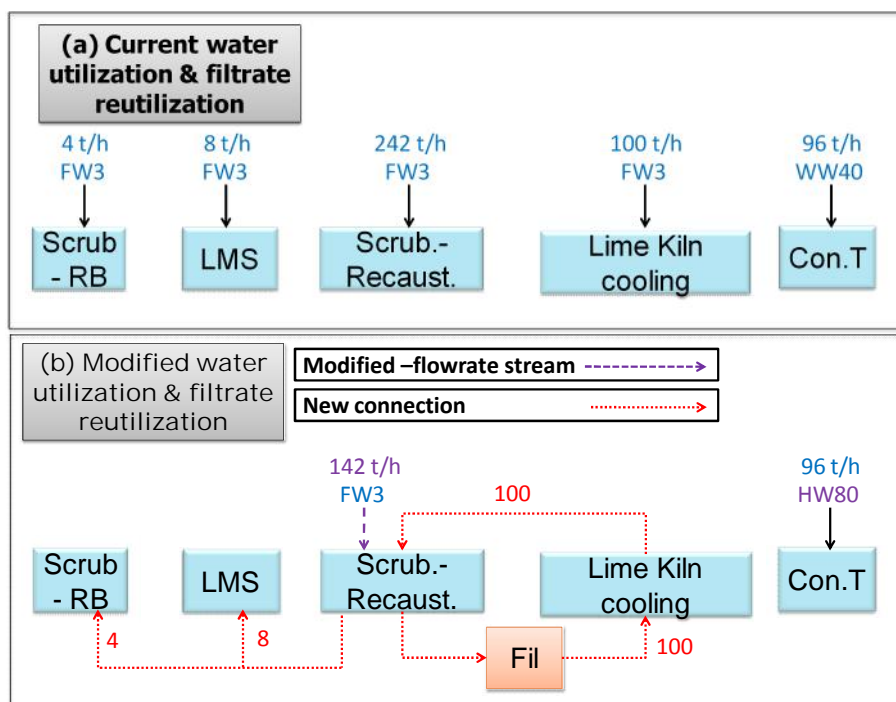 (a) Current water
utilization & filtrate
reutilization
4 t/h
FW3
8 t/h
FW3
242 t/h
FW3
100 t/h
FW3
96 t/h
WW40
Scrub
- RB
LMS
Scrub.-
Recaust.
Lime Kiln
cooling
Con.T
(b) Modified water
utilization & filtrate
reutilization
Modified –flowrate stream
New connection
142 t/h
FW3
100
96 t/h
HW80
Scrub
- RB
LMS
Scrub.-
Recaust.
Lime Kiln
cooling
Con.T
4
8
Fil
100